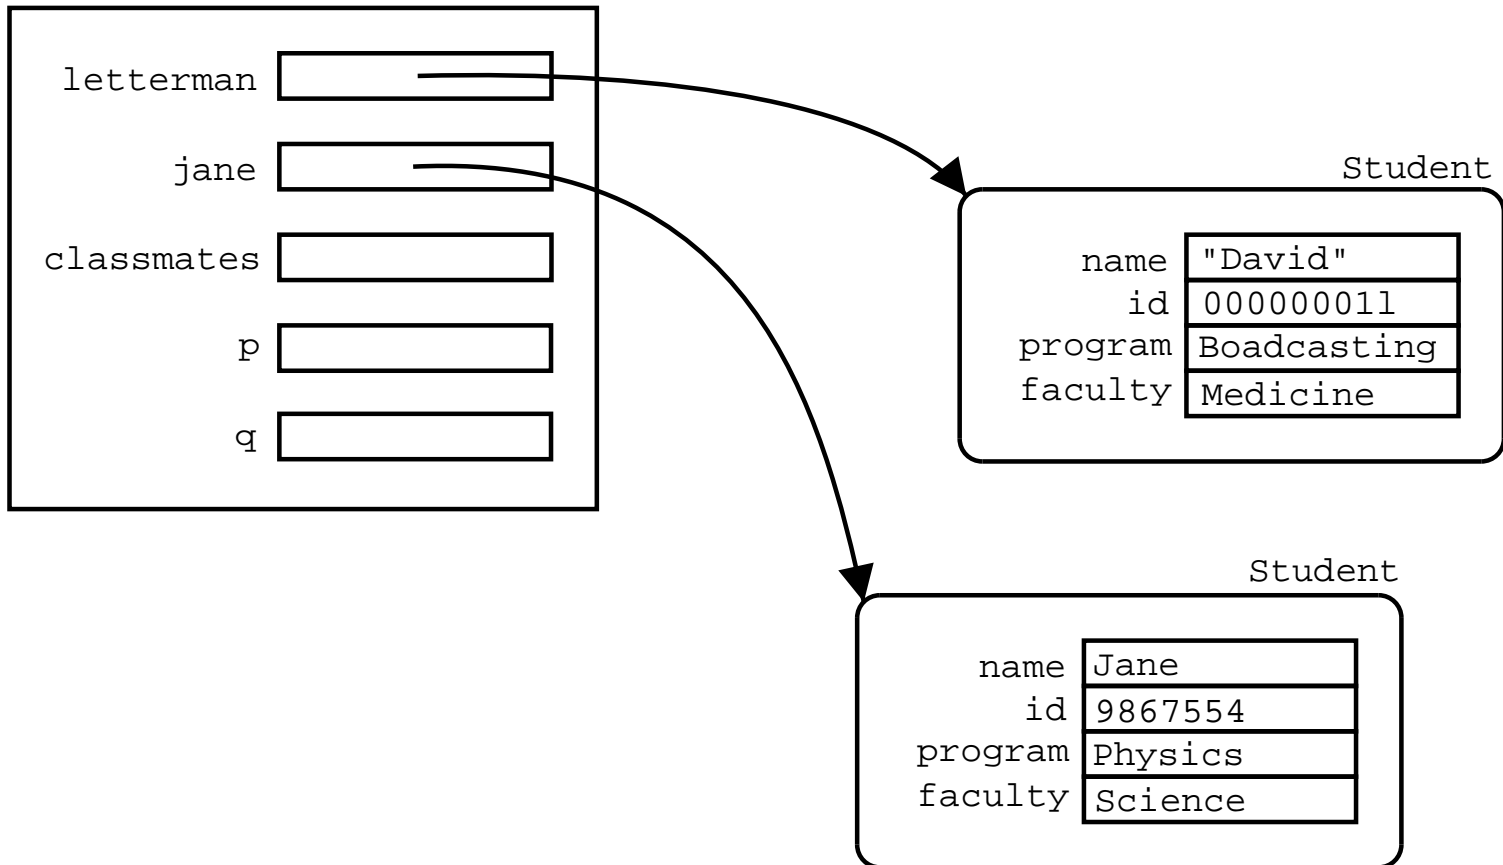 letterman
jane
classmates
p
q
Student
name "David"
id 00000001l
program Boadcasting
faculty Medicine
Student
name Jane
id 9867554
program Physics
faculty Science